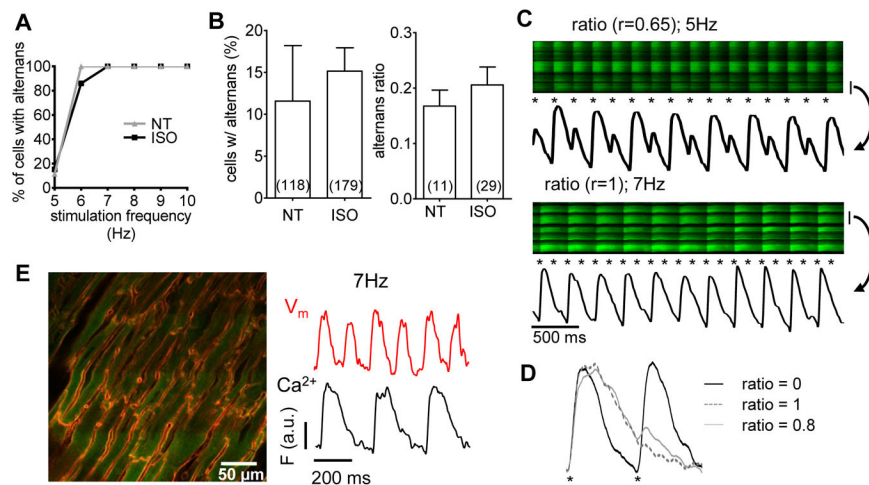 A
% of cells with alternans
100
80
60
40
20
0
NT
ISO
5 6 7 8 9 10
stimulation frequency
(Hz)
B
cells w/ alternans (%)
20
15
10
5
0
(118) (179)
NT ISO
alternans ratio
0.3
0.2
0.1
0.0
(11) (29)
NT ISO
C
ratio (r=0.65); 5Hz
* * * * * * * * * * * * * * * *
ratio (r=1); 7Hz
* * * * * * * * * * * * * * * * * * * * * *
500 ms
D
ratio = 0
ratio = 1
ratio = 0.8
* *
E
50 µm
7Hz
Vm
Ca2+
F (a.u.)
200 ms